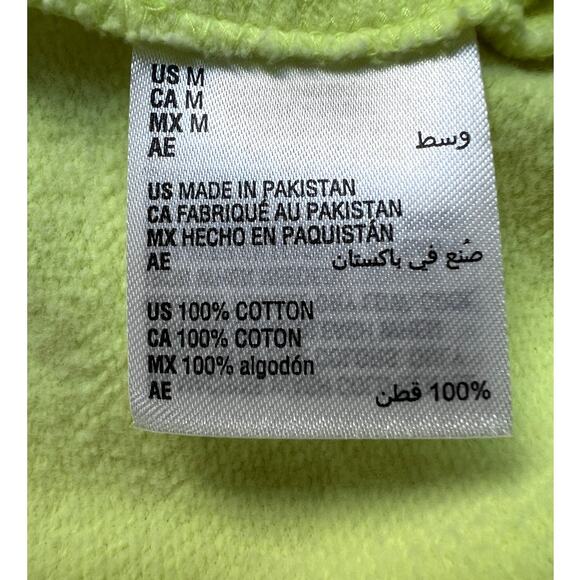 US M
CA M
MX M
AE وسط
US MADE IN PAKISTAN
CA FABRIQUÉ AU PAKISTAN
MX HECHO EN PAQUISTÁN
AE صُنع في باكستان
US 100% COTTON
CA 100% COTON
MX 100% algodón
AE 100% قطن